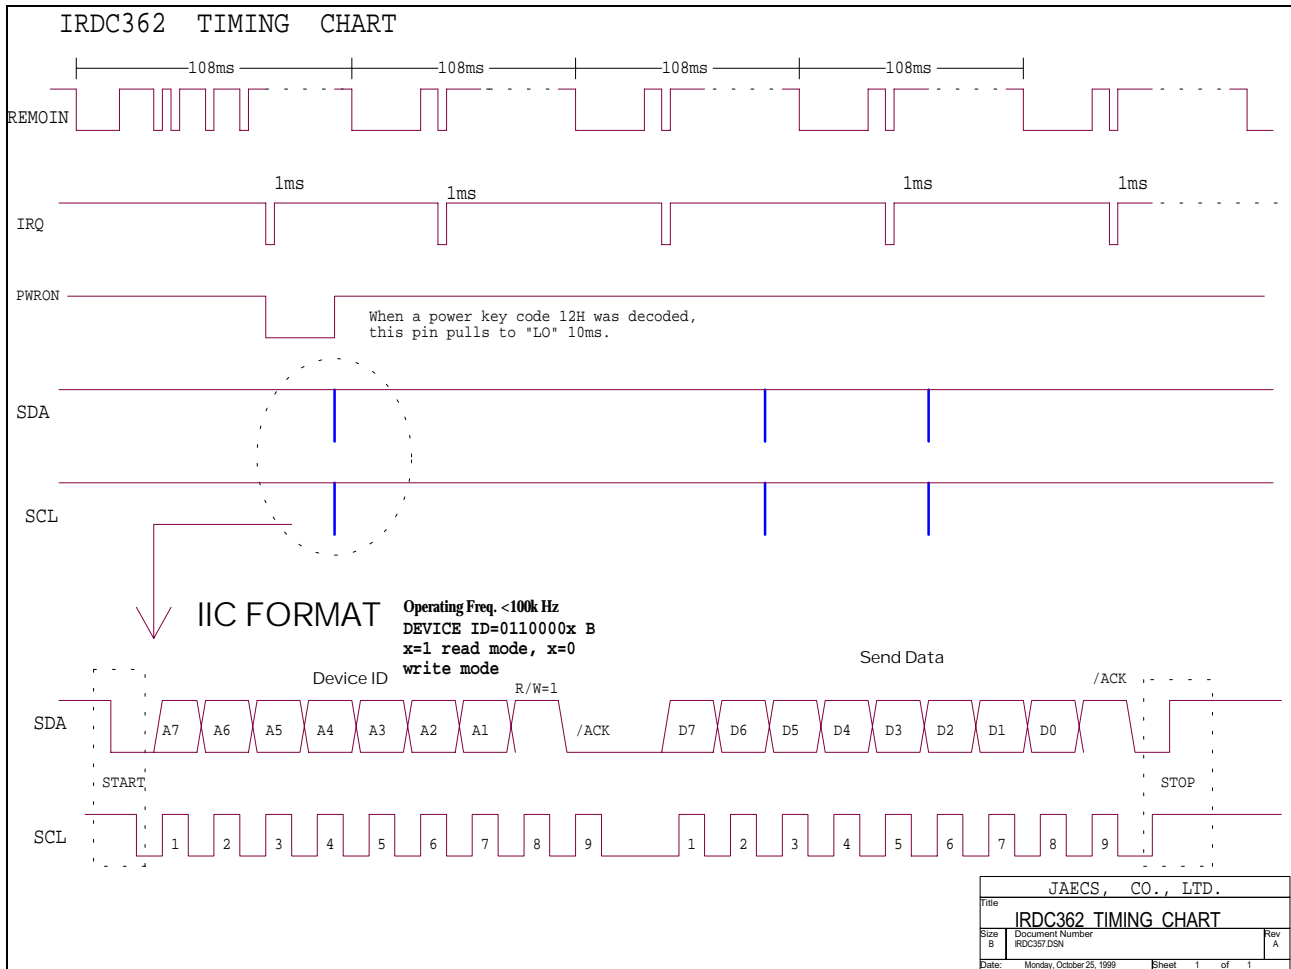 IRDC362 TIMING CHART
108ms 108ms 108ms 108ms
REMOIN
1ms 1ms 1ms 1ms
IRQ
PWRON
When a power key code 12H was decoded,
this pin pulls to "LO" 10ms.
SDA
SCL
IIC FORMAT
Operating Freq. <100k Hz
DEVICE ID=0110000x B
x=1 read mode, x=0
write mode
Device ID
Send Data
R/W=1
/ACK
SDA A7 A6 A5 A4 A3 A2 A1 /ACK D7 D6 D5 D4 D3 D2 D1 D0
START
STOP
SCL 1 2 3 4 5 6 7 8 9 1 2 3 4 5 6 7 8 9
JAECS, CO., LTD.
Title
IRDC362 TIMING CHART
Size Document Number Rev
B IRDC357.DSN A
Date: Monday, October 25, 1999 Sheet 1 of 1